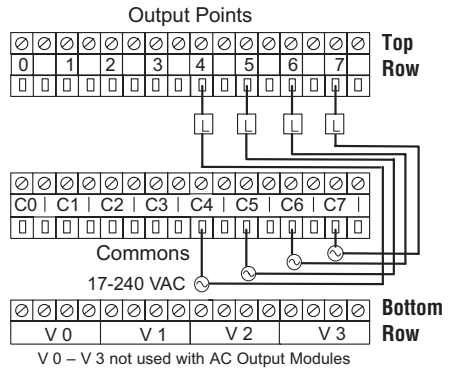 Output Points
Top
0 1 2 3 4 5 6 7
Row
L L L L
C0 | C1 | C2 | C3 | C4 | C5 | C6 | C7 |
Commons
17-240 VAC
Bottom
V 0 V 1 V 2 V 3
Row
V 0 – V 3 not used with AC Output Modules